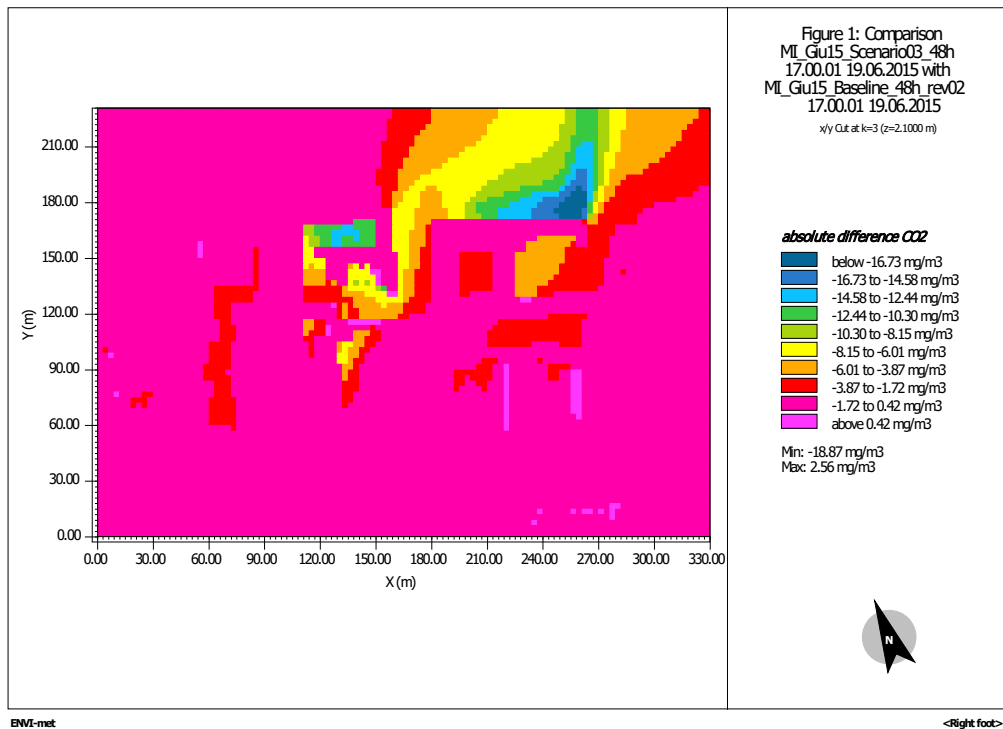 Figure 1: Comparison
MI_Giu15_Scenario03_48h
17.00.01 19.06.2015 with
MI_Giu15_Baseline_48h_rev02
17.00.01 19.06.2015
x/y Cut at k=3 (z=2.1000 m)
210.00
180.00
150.00
120.00
90.00
60.00
30.00
0.00
Y (m)
0.00 30.00 60.00 90.00 120.00 150.00 180.00 210.00 240.00 270.00 300.00 330.00
X (m)
absolute difference CO2
below -16.73 mg/m3
-16.73 to -14.58 mg/m3
-14.58 to -12.44 mg/m3
-12.44 to -10.30 mg/m3
-10.30 to -8.15 mg/m3
-8.15 to -6.01 mg/m3
-6.01 to -3.87 mg/m3
-3.87 to -1.72 mg/m3
-1.72 to 0.42 mg/m3
above 0.42 mg/m3
Min: -18.87 mg/m3
Max: 2.56 mg/m3
N
ENVI-met
<Right foot>